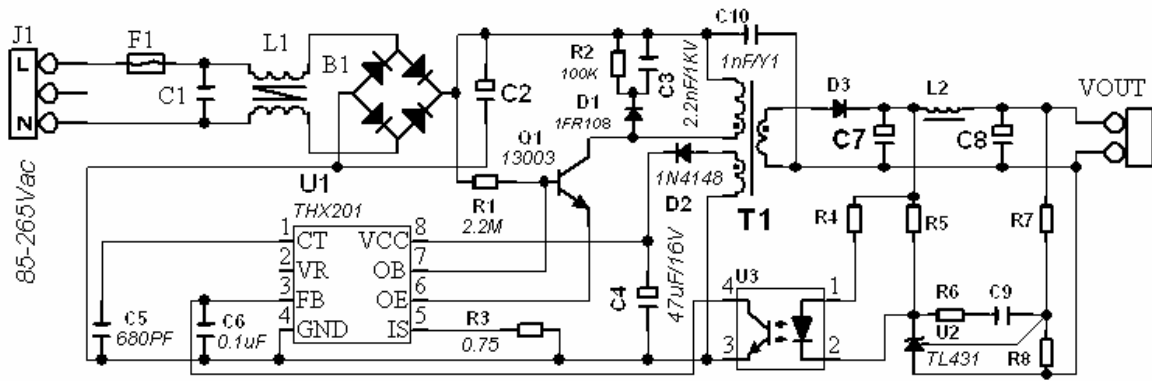 J1
F1
L1
L
N
C1
B1
C2
R2
100K
C3
2.2nF/1KV
D1
1FR108
C10
1nF/Y1
Q1
13003
R1
2.2M
1N4148
D2
T1
D3
C7
L2
C8
VOUT
85-265Vac
U1
THX201
1 CT VCC 8
2 VR OB 7
3 FB OE 6
4 GND IS 5
C5
680PF
C6
0.1uF
R3
0.75
C4
47uF/16V
U3
4
1
3
2
R4
R5
R7
R6
C9
U2
TL431
R8